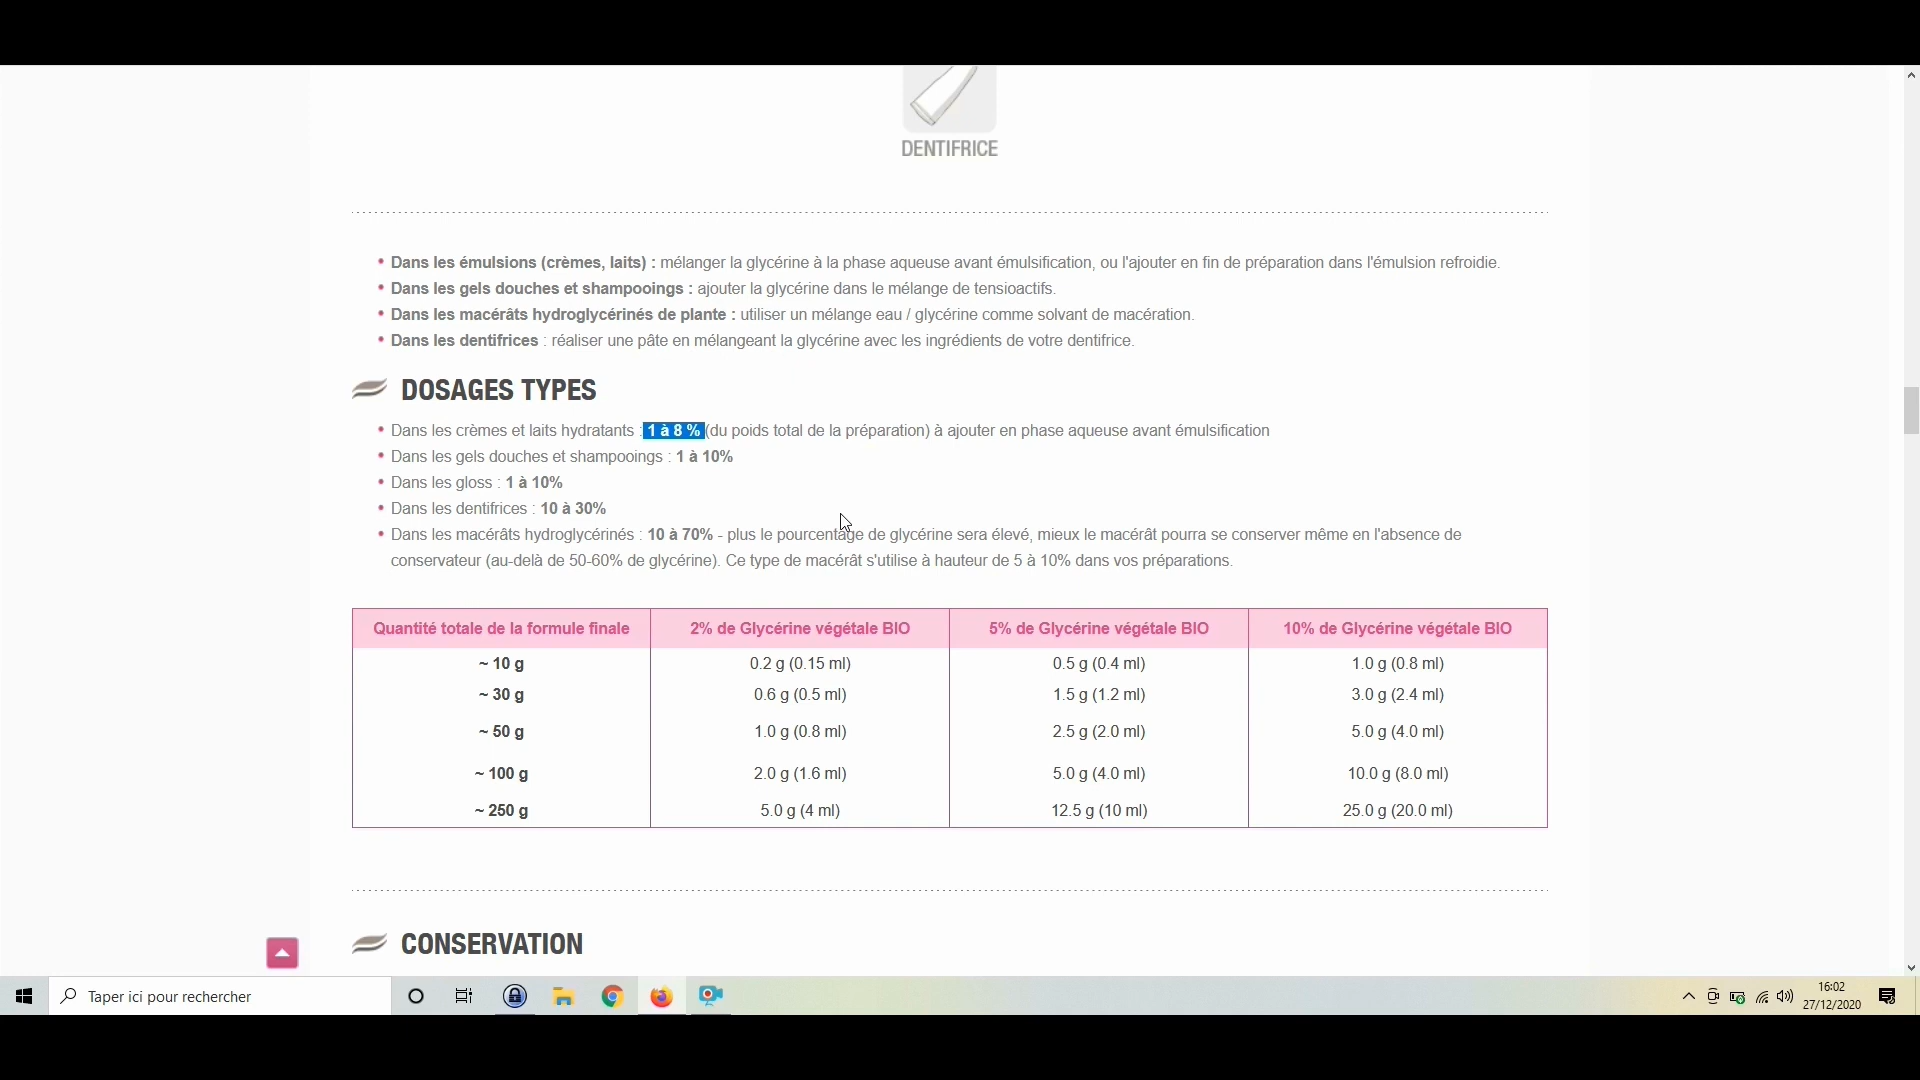 DENTIFRICE
• Dans les émulsions (crèmes, laits) : mélanger la glycérine à la phase aqueuse avant émulsification, ou l'ajouter en fin de préparation dans l'émulsion refroidie.
• Dans les gels douches et shampooings : ajouter la glycérine dans le mélange de tensioactifs.
• Dans les macérâts hydroglycérinés de plante : utiliser un mélange eau / glycérine comme solvant de macération.
• Dans les dentifrices : réaliser une pâte en mélangeant la glycérine avec les ingrédients de votre dentifrice.
DOSAGES TYPES
• Dans les crèmes et laits hydratants : 1 à 8 % (du poids total de la préparation) à ajouter en phase aqueuse avant émulsification
• Dans les gels douches et shampooings : 1 à 10%
• Dans les gloss : 1 à 10%
• Dans les dentifrices : 10 à 30%
• Dans les macérâts hydroglycérinés : 10 à 70% - plus le pourcentage de glycérine sera élevé, mieux le macérât pourra se conserver même en l'absence de
conservateur (au-delà de 50-60% de glycérine). Ce type de macérât s'utilise à hauteur de 5 à 10% dans vos préparations.
Quantité totale de la formule finale 2% de Glycérine végétale BIO 5% de Glycérine végétale BIO 10% de Glycérine végétale BIO
~ 10 g 0.2 g (0.15 ml) 0.5 g (0.4 ml) 1.0 g (0.8 ml)
~ 30 g 0.6 g (0.5 ml) 1.5 g (1.2 ml) 3.0 g (2.4 ml)
~ 50 g 1.0 g (0.8 ml) 2.5 g (2.0 ml) 5.0 g (4.0 ml)
~ 100 g 2.0 g (1.6 ml) 5.0 g (4.0 ml) 10.0 g (8.0 ml)
~ 250 g 5.0 g (4 ml) 12.5 g (10 ml) 25.0 g (20.0 ml)
CONSERVATION
Taper ici pour rechercher
16:02
27/12/2020